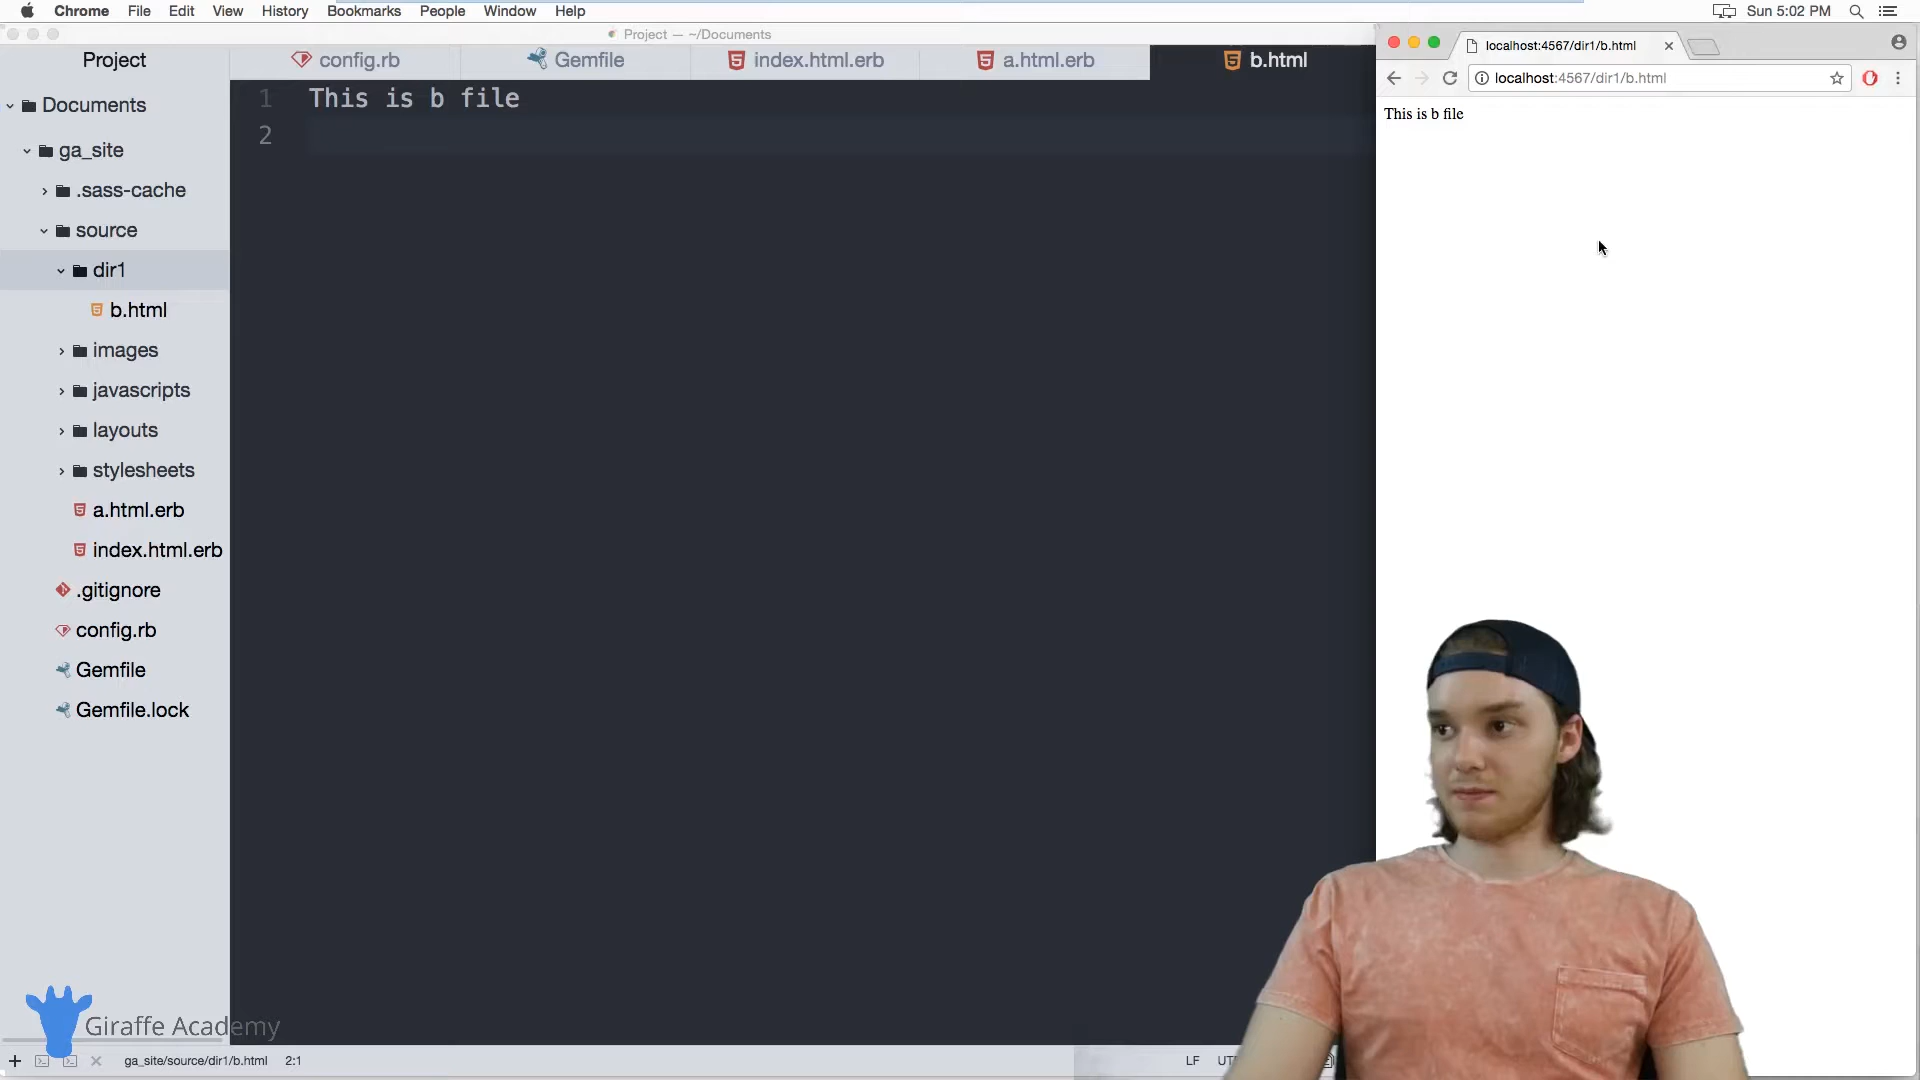 Chrome File Edit View History Bookmarks People Window Help Sun 5:02 PM
Project — ~/Documents
Project
config.rb Gemfile index.html.erb a.html.erb b.html
Documents
ga_site
.sass-cache
source
dir1
b.html
images
javascripts
layouts
stylesheets
a.html.erb
index.html.erb
.gitignore
config.rb
Gemfile
Gemfile.lock
1 This is b file
2
localhost:4567/dir1/b.html
localhost:4567/dir1/b.html
This is b file
Giraffe Academy
ga_site/source/dir1/b.html 2:1 LF